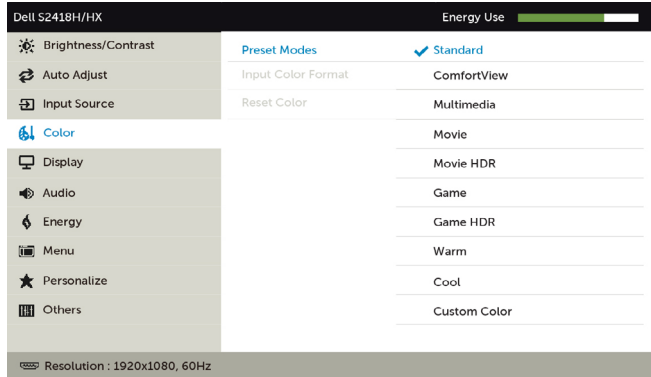 Dell S2418H/HX Energy Use
Brightness/Contrast Preset Modes Standard
Auto Adjust Input Color Format ComfortView
Input Source Reset Color Multimedia
Color Movie
Display Movie HDR
Audio Game
Energy Game HDR
Menu Warm
Personalize Cool
Others Custom Color
Resolution : 1920x1080, 60Hz